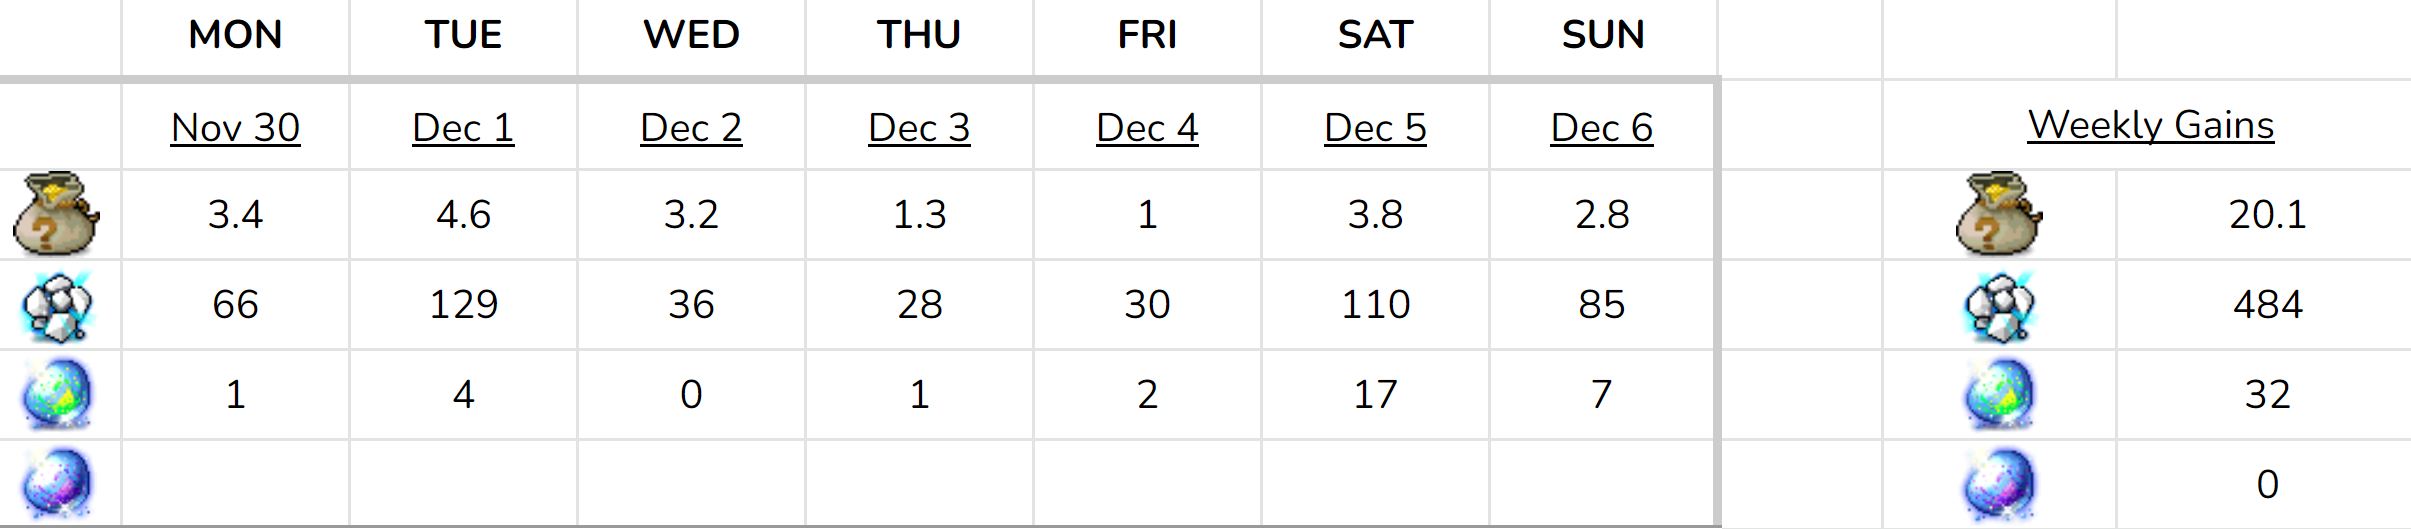 MON TUE WED THU FRI SAT SUN
Nov 30 Dec 1 Dec 2 Dec 3 Dec 4 Dec 5 Dec 6 Weekly Gains
? 3.4 4.6 3.2 1.3 1 3.8 2.8 ? 20.1
66 129 36 28 30 110 85 484
1 4 0 1 2 17 7 32
0